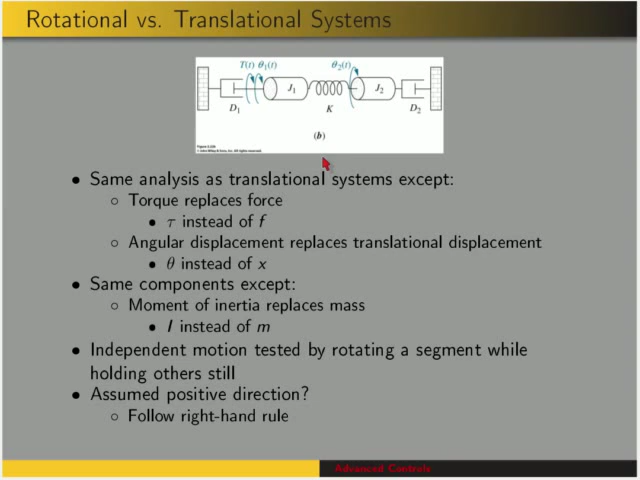 Rotational vs. Translational Systems
T(t) θ1(t) θ2(t)
J1 J2
D1 K D2
(b)
• Same analysis as translational systems except:
○ Torque replaces force
• τ instead of f
○ Angular displacement replaces translational displacement
• θ instead of x
• Same components except:
○ Moment of inertia replaces mass
• I instead of m
• Independent motion tested by rotating a segment while
holding others still
• Assumed positive direction?
○ Follow right-hand rule
Advanced Controls